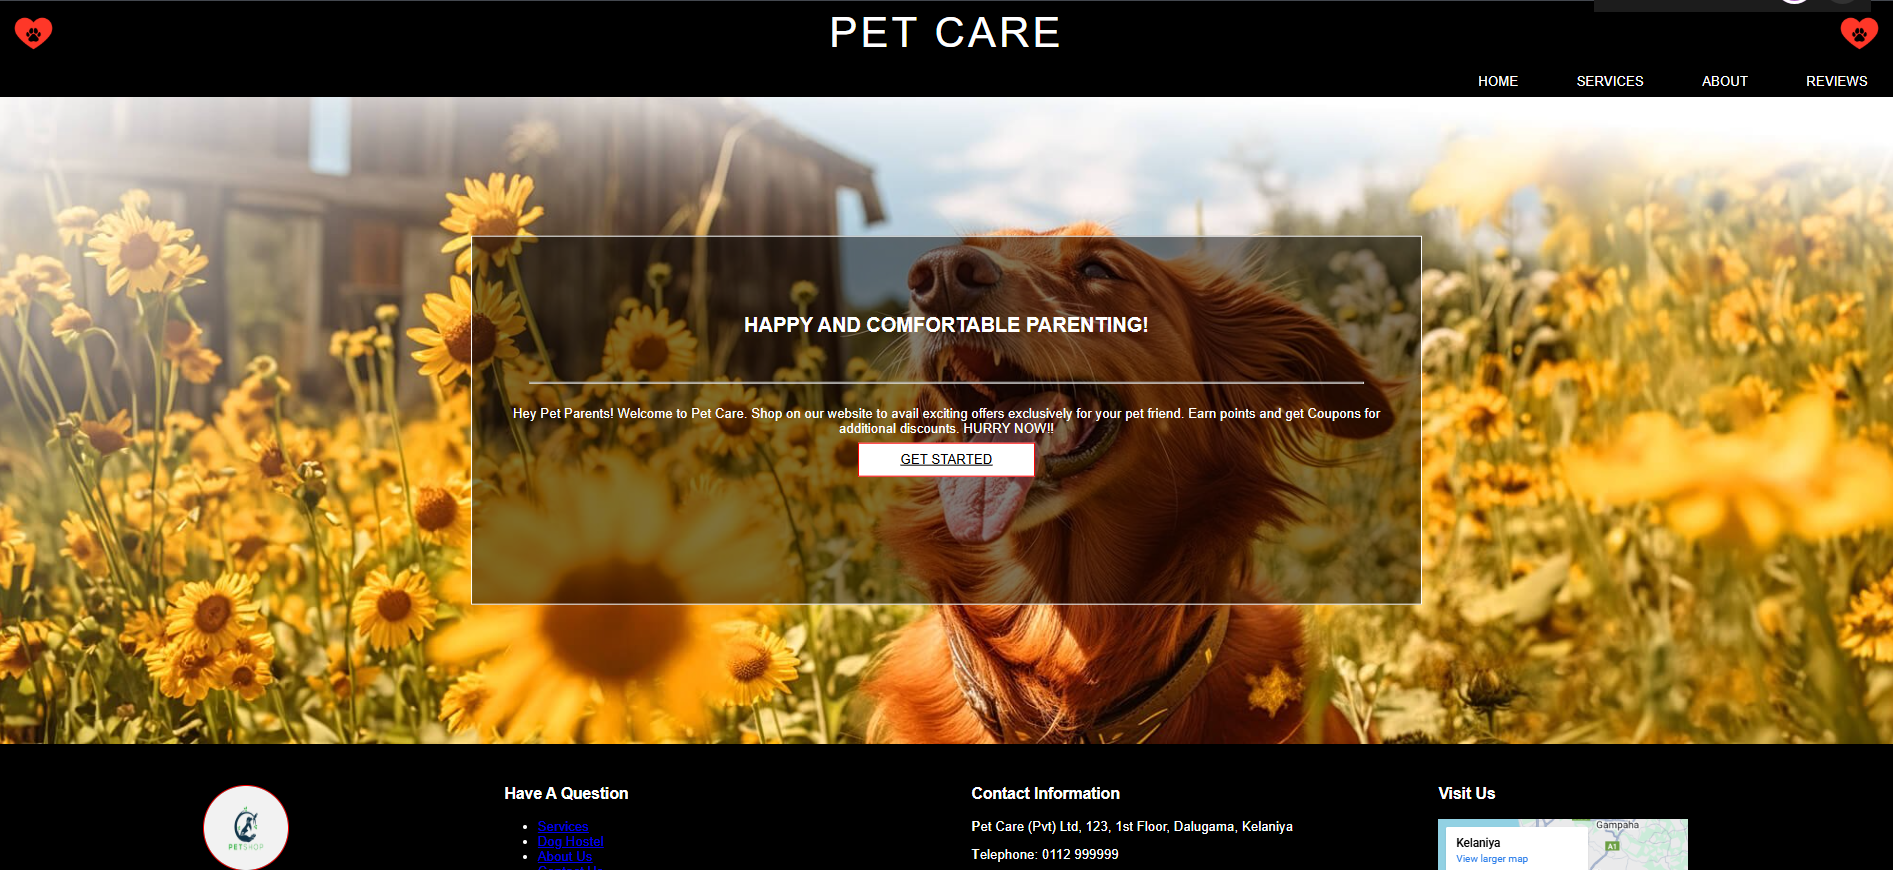 PET CARE
HOME SERVICES ABOUT REVIEWS
HAPPY AND COMFORTABLE PARENTING!
Hey Pet Parents! Welcome to Pet Care. Shop on our website to avail exciting offers exclusively for your pet friend. Earn points and get Coupons for
additional discounts. HURRY NOW!!
GET STARTED
PETSHOP
Have A Question
Services
Dog Hostel
About Us
Contact Information
Pet Care (Pvt) Ltd, 123, 1st Floor, Dalugama, Kelaniya
Telephone: 0112 999999
Visit Us
Gampaha
Kelaniya
A1
View larger map